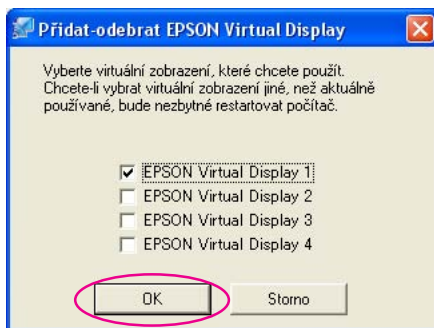 Přidat-odebrat EPSON Virtual Display
Vyberte virtuální zobrazení, které chcete použít.
Chcete-li vybrat virtuální zobrazení jiné, než aktuálně
používané, bude nezbytné restartovat počítač.
EPSON Virtual Display 1
EPSON Virtual Display 2
EPSON Virtual Display 3
EPSON Virtual Display 4
OK Storno